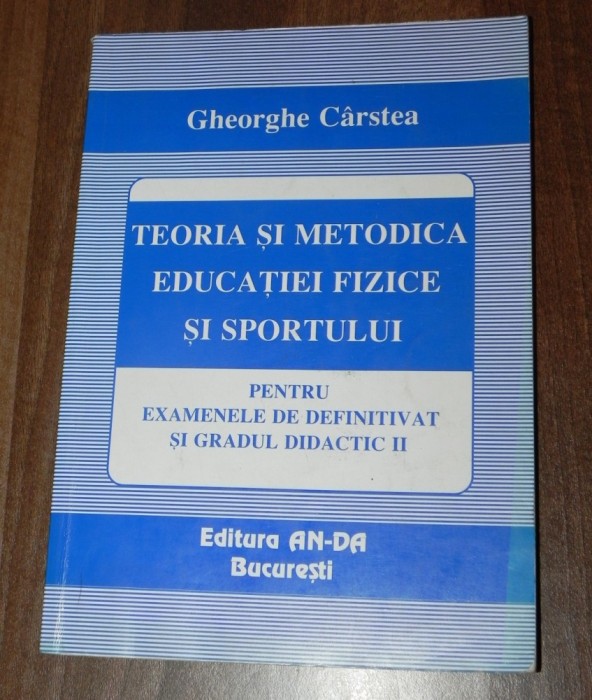 Gheorghe Cârstea
TEORIA ȘI METODICA
EDUCAȚIEI FIZICE
ȘI SPORTULUI
PENTRU
EXAMENELE DE DEFINITIVAT
ȘI GRADUL DIDACTIC II
Editura AN-DA
București